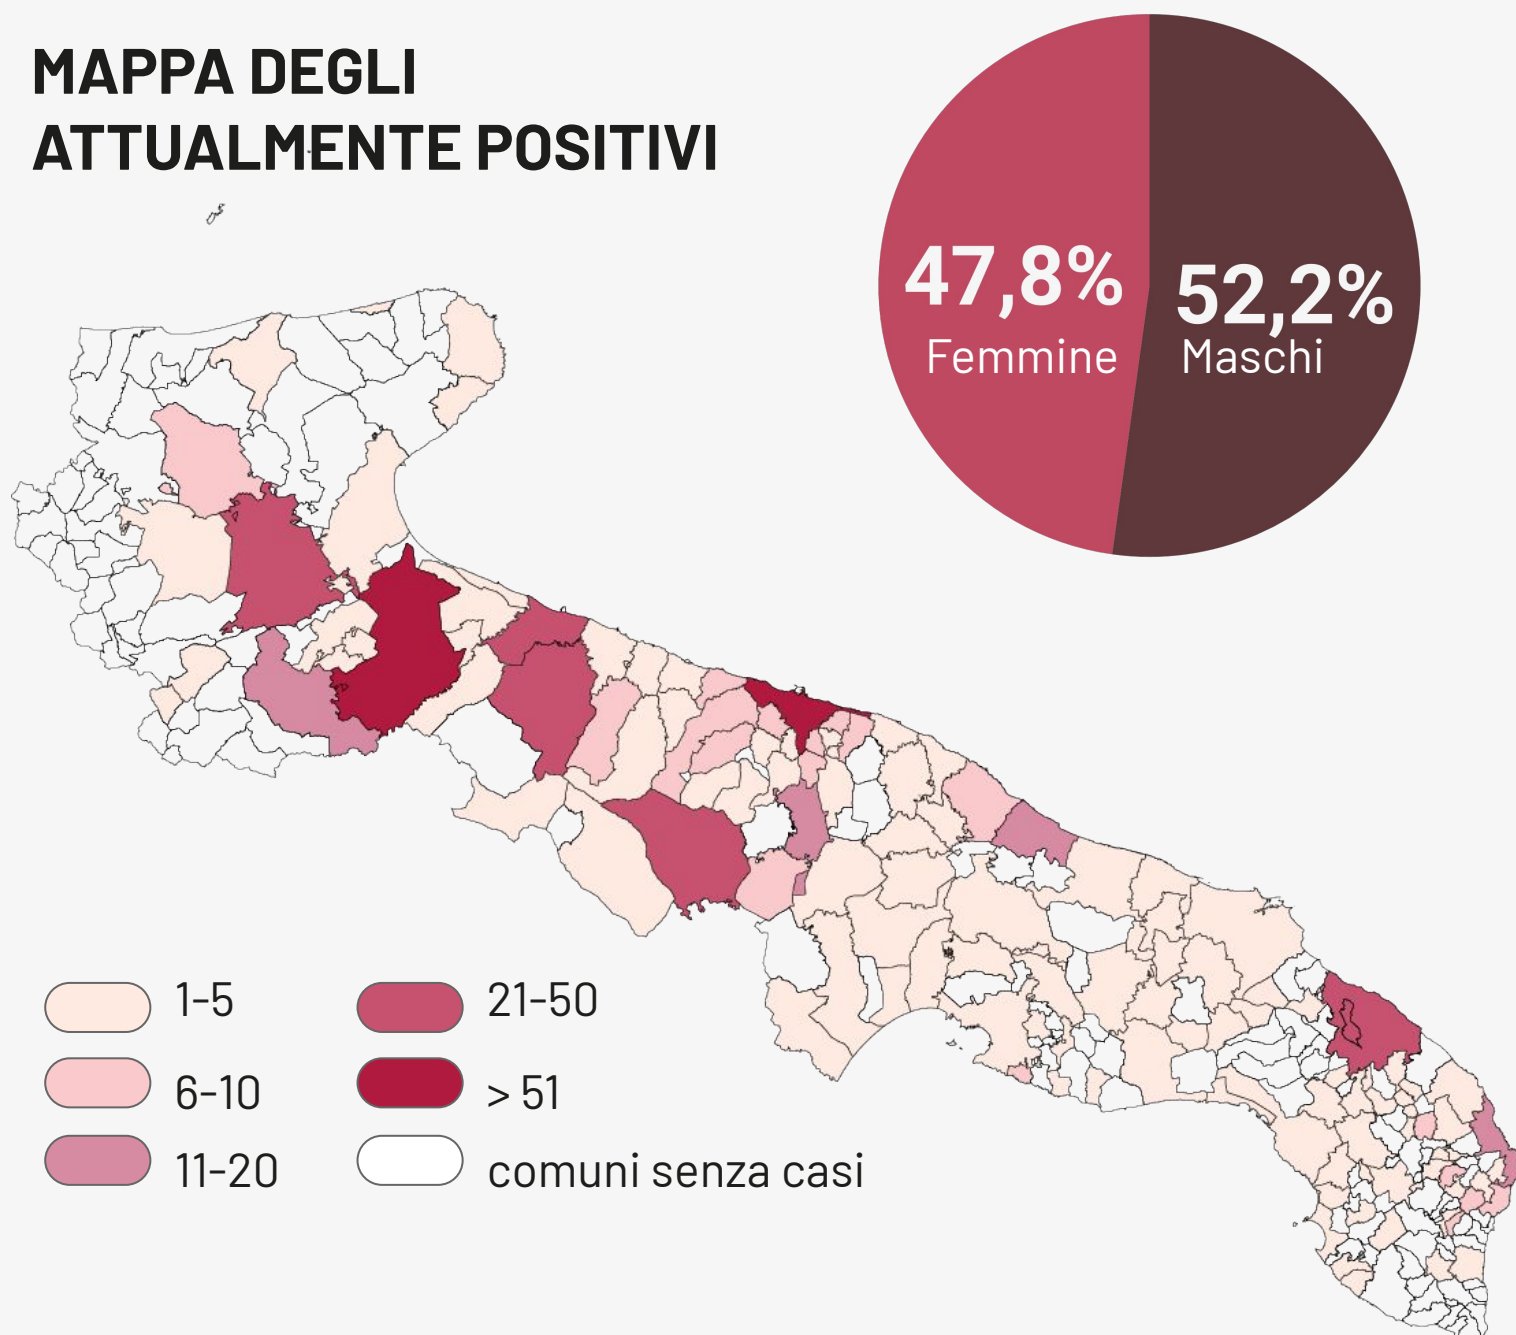 MAPPA DEGLI
ATTUALMENTE POSITIVI
47,8%
Femmine
52,2%
Maschi
1-5
6-10
11-20
21-50
> 51
comuni senza casi